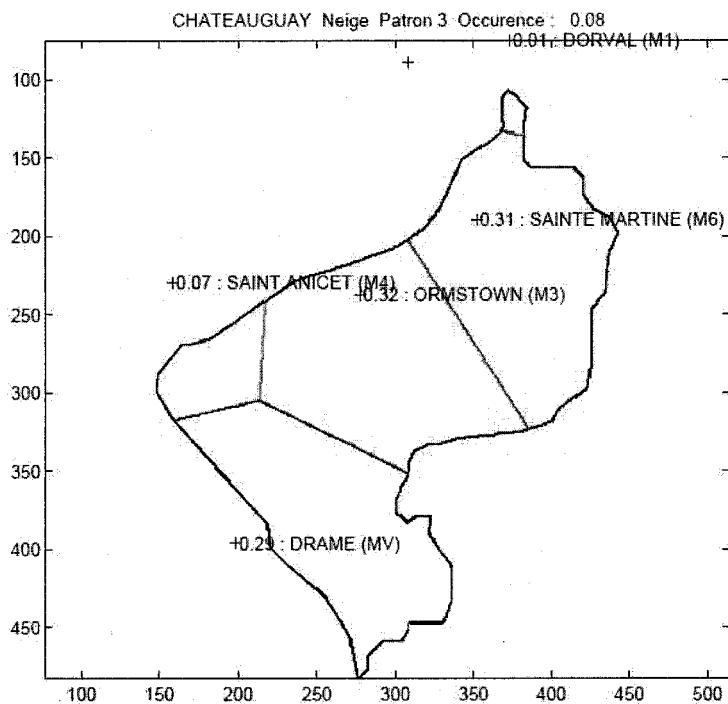 CHATEAUGUAY Neige Patron 3 Occurence : 0.08
+0.01 : DORVAL (M1)
100
+
150
+0.31 : SAINTE MARTINE (M6)
200
+0.07 : SAINT ANICET (M4)
+0.32 : ORMSTOWN (M3)
250
300
350
+0.29 : DRAME (MV)
400
450
100 150 200 250 300 350 400 450 500